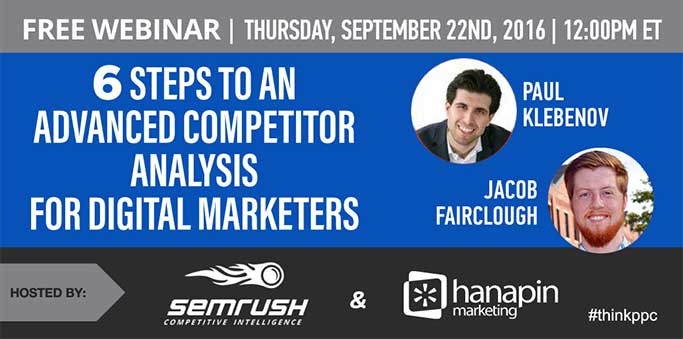 FREE WEBINAR | THURSDAY, SEPTEMBER 22ND, 2016 | 12:00PM ET
6 STEPS TO AN
ADVANCED COMPETITOR
ANALYSIS
FOR DIGITAL MARKETERS
PAUL
KLEBENOV
JACOB
FAIRCLOUGH
HOSTED BY:
semrush
COMPETITIVE INTELLIGENCE
&
hanapin
marketing
#thinkppc